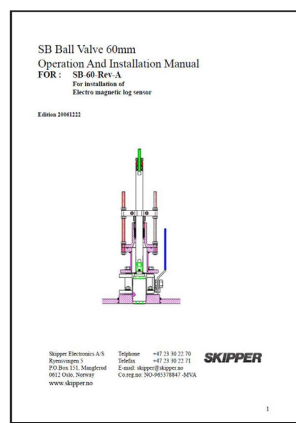 SB Ball Valve 60mm
Operation And Installation Manual
FOR : SB-60-Rev-A
For installation of
Electro magnetic log sensor
Edition 20061222
Skipper Electronics A/S Telphone +47 23 30 22 70
Ryensvingen 5 Telefax +47 23 30 22 71
P.O.Box 151, Manglerud E-mail: skipper@skipper.no
0612 Oslo, Norway Co.reg.no: NO-965378847-MVA
www.skipper.no
SKIPPER
1